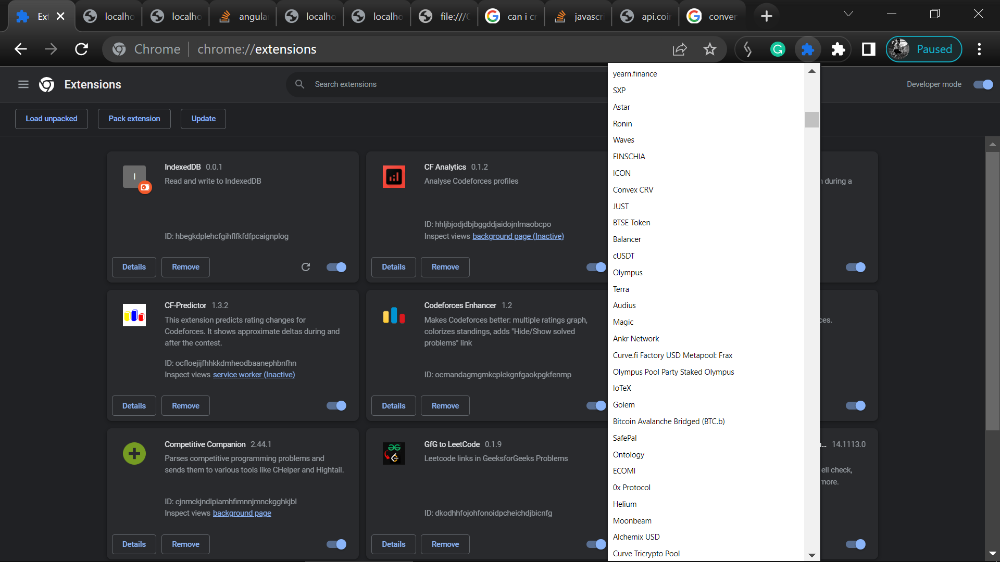 Ex
localho
localho
angular
localho
localho
file:///C
can i cr
javascri
api.coin
conver
Chrome
chrome://extensions
Paused
Extensions
Search extensions
Developer mode
Load unpacked
Pack extension
Update
IndexedDB 0.0.1
Read and write to IndexedDB
ID: hbegkdplehcfgihflfkfdfpcaignplog
Details
Remove
CF Analytics 0.1.2
Analyse Codeforces profiles
ID: hhljbjodjdbjbggddjaidojnlmaobcpo
Inspect views background page (Inactive)
Details
Remove
during a
CF-Predictor 1.3.2
This extension predicts rating changes for
Codeforces. It shows approximate deltas during and
after the contest.
ID: ocfloejijfhhkkdmheodbaanephbnfhn
Inspect views service worker (Inactive)
Details
Remove
Codeforces Enhancer 1.2
Makes Codeforces better: multiple ratings graph,
colorizes standings, adds "Hide/Show solved
problems" link
ID: ocmandagmgmkcplckgnfgaokpgkfenmp
Details
Remove
ces.
Competitive Companion 2.44.1
Parses competitive programming problems and
sends them to various tools like CHelper and Hightail.
ID: cjnmckjndlpiamhfimnnjmnckgghkjbl
Inspect views background page
Details
Remove
GfG to LeetCode 0.1.9
Leetcode links in GeeksforGeeks Problems
ID: dkodhhfojohfonoidpcheichdjbicnfg
Details
Remove
... 14.1113.0
ell check,
more.
yearn.finance
SXP
Astar
Ronin
Waves
FINSCHIA
ICON
Convex CRV
JUST
BTSE Token
Balancer
cUSDT
Olympus
Terra
Audius
Magic
Ankr Network
Curve.fi Factory USD Metapool: Frax
Olympus Pool Party Staked Olympus
IoTeX
Golem
Bitcoin Avalanche Bridged (BTC.b)
SafePal
Ontology
ECOMI
0x Protocol
Helium
Moonbeam
Alchemix USD
Curve Tricrypto Pool